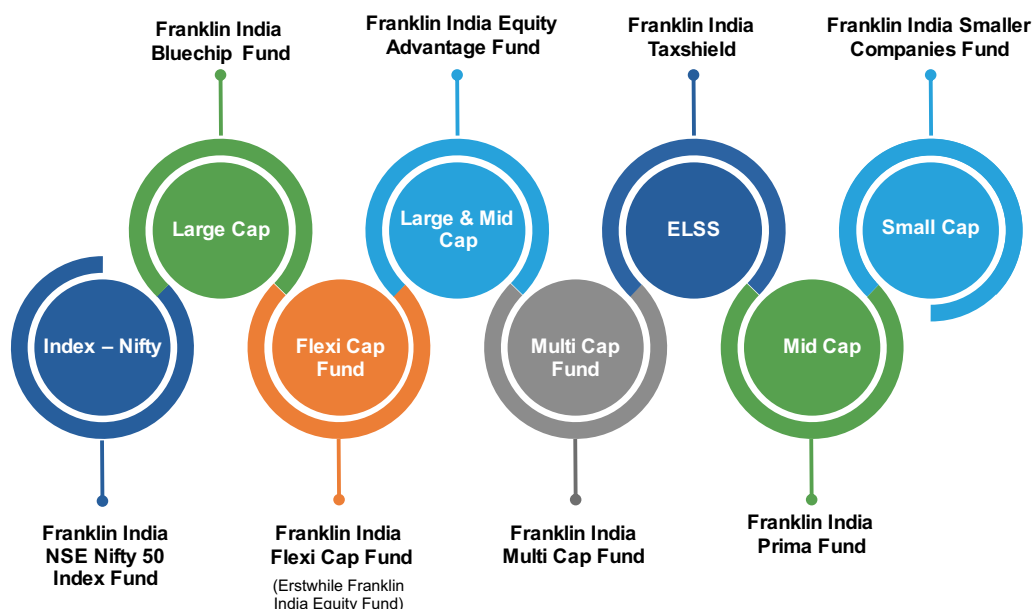 Franklin India
Bluechip Fund
Franklin India Equity
Advantage Fund
Franklin India
Taxshield
Franklin India Smaller
Companies Fund
Large Cap
Large & Mid
Cap
ELSS
Small Cap
Index – Nifty
Flexi Cap
Fund
Multi Cap
Fund
Mid Cap
Franklin India
NSE Nifty 50
Index Fund
Franklin India
Flexi Cap Fund
(Erstwhile Franklin
India Equity Fund)
Franklin India
Multi Cap Fund
Franklin India
Prima Fund